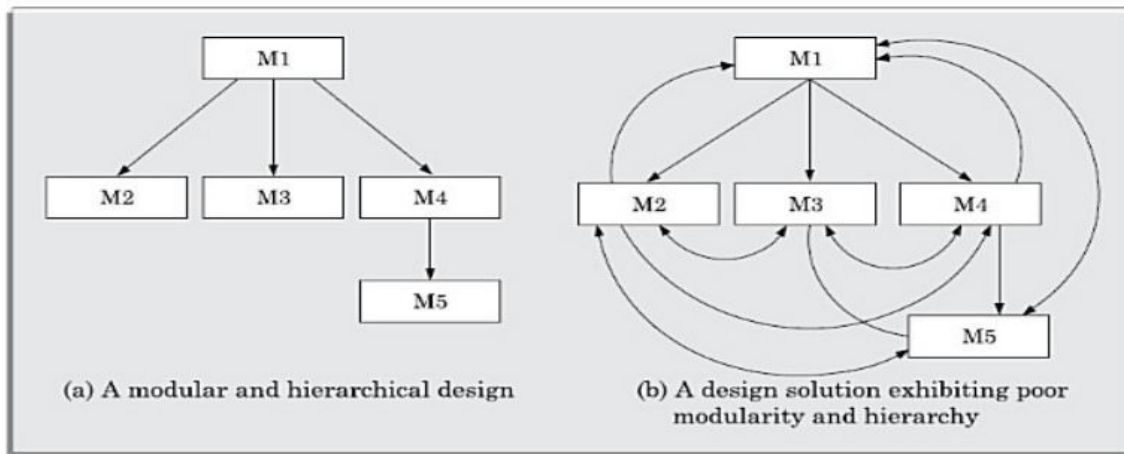 M1
M2
M3
M4
M5
(a) A modular and hierarchical design
M1
M2
M3
M4
M5
(b) A design solution exhibiting poor
modularity and hierarchy